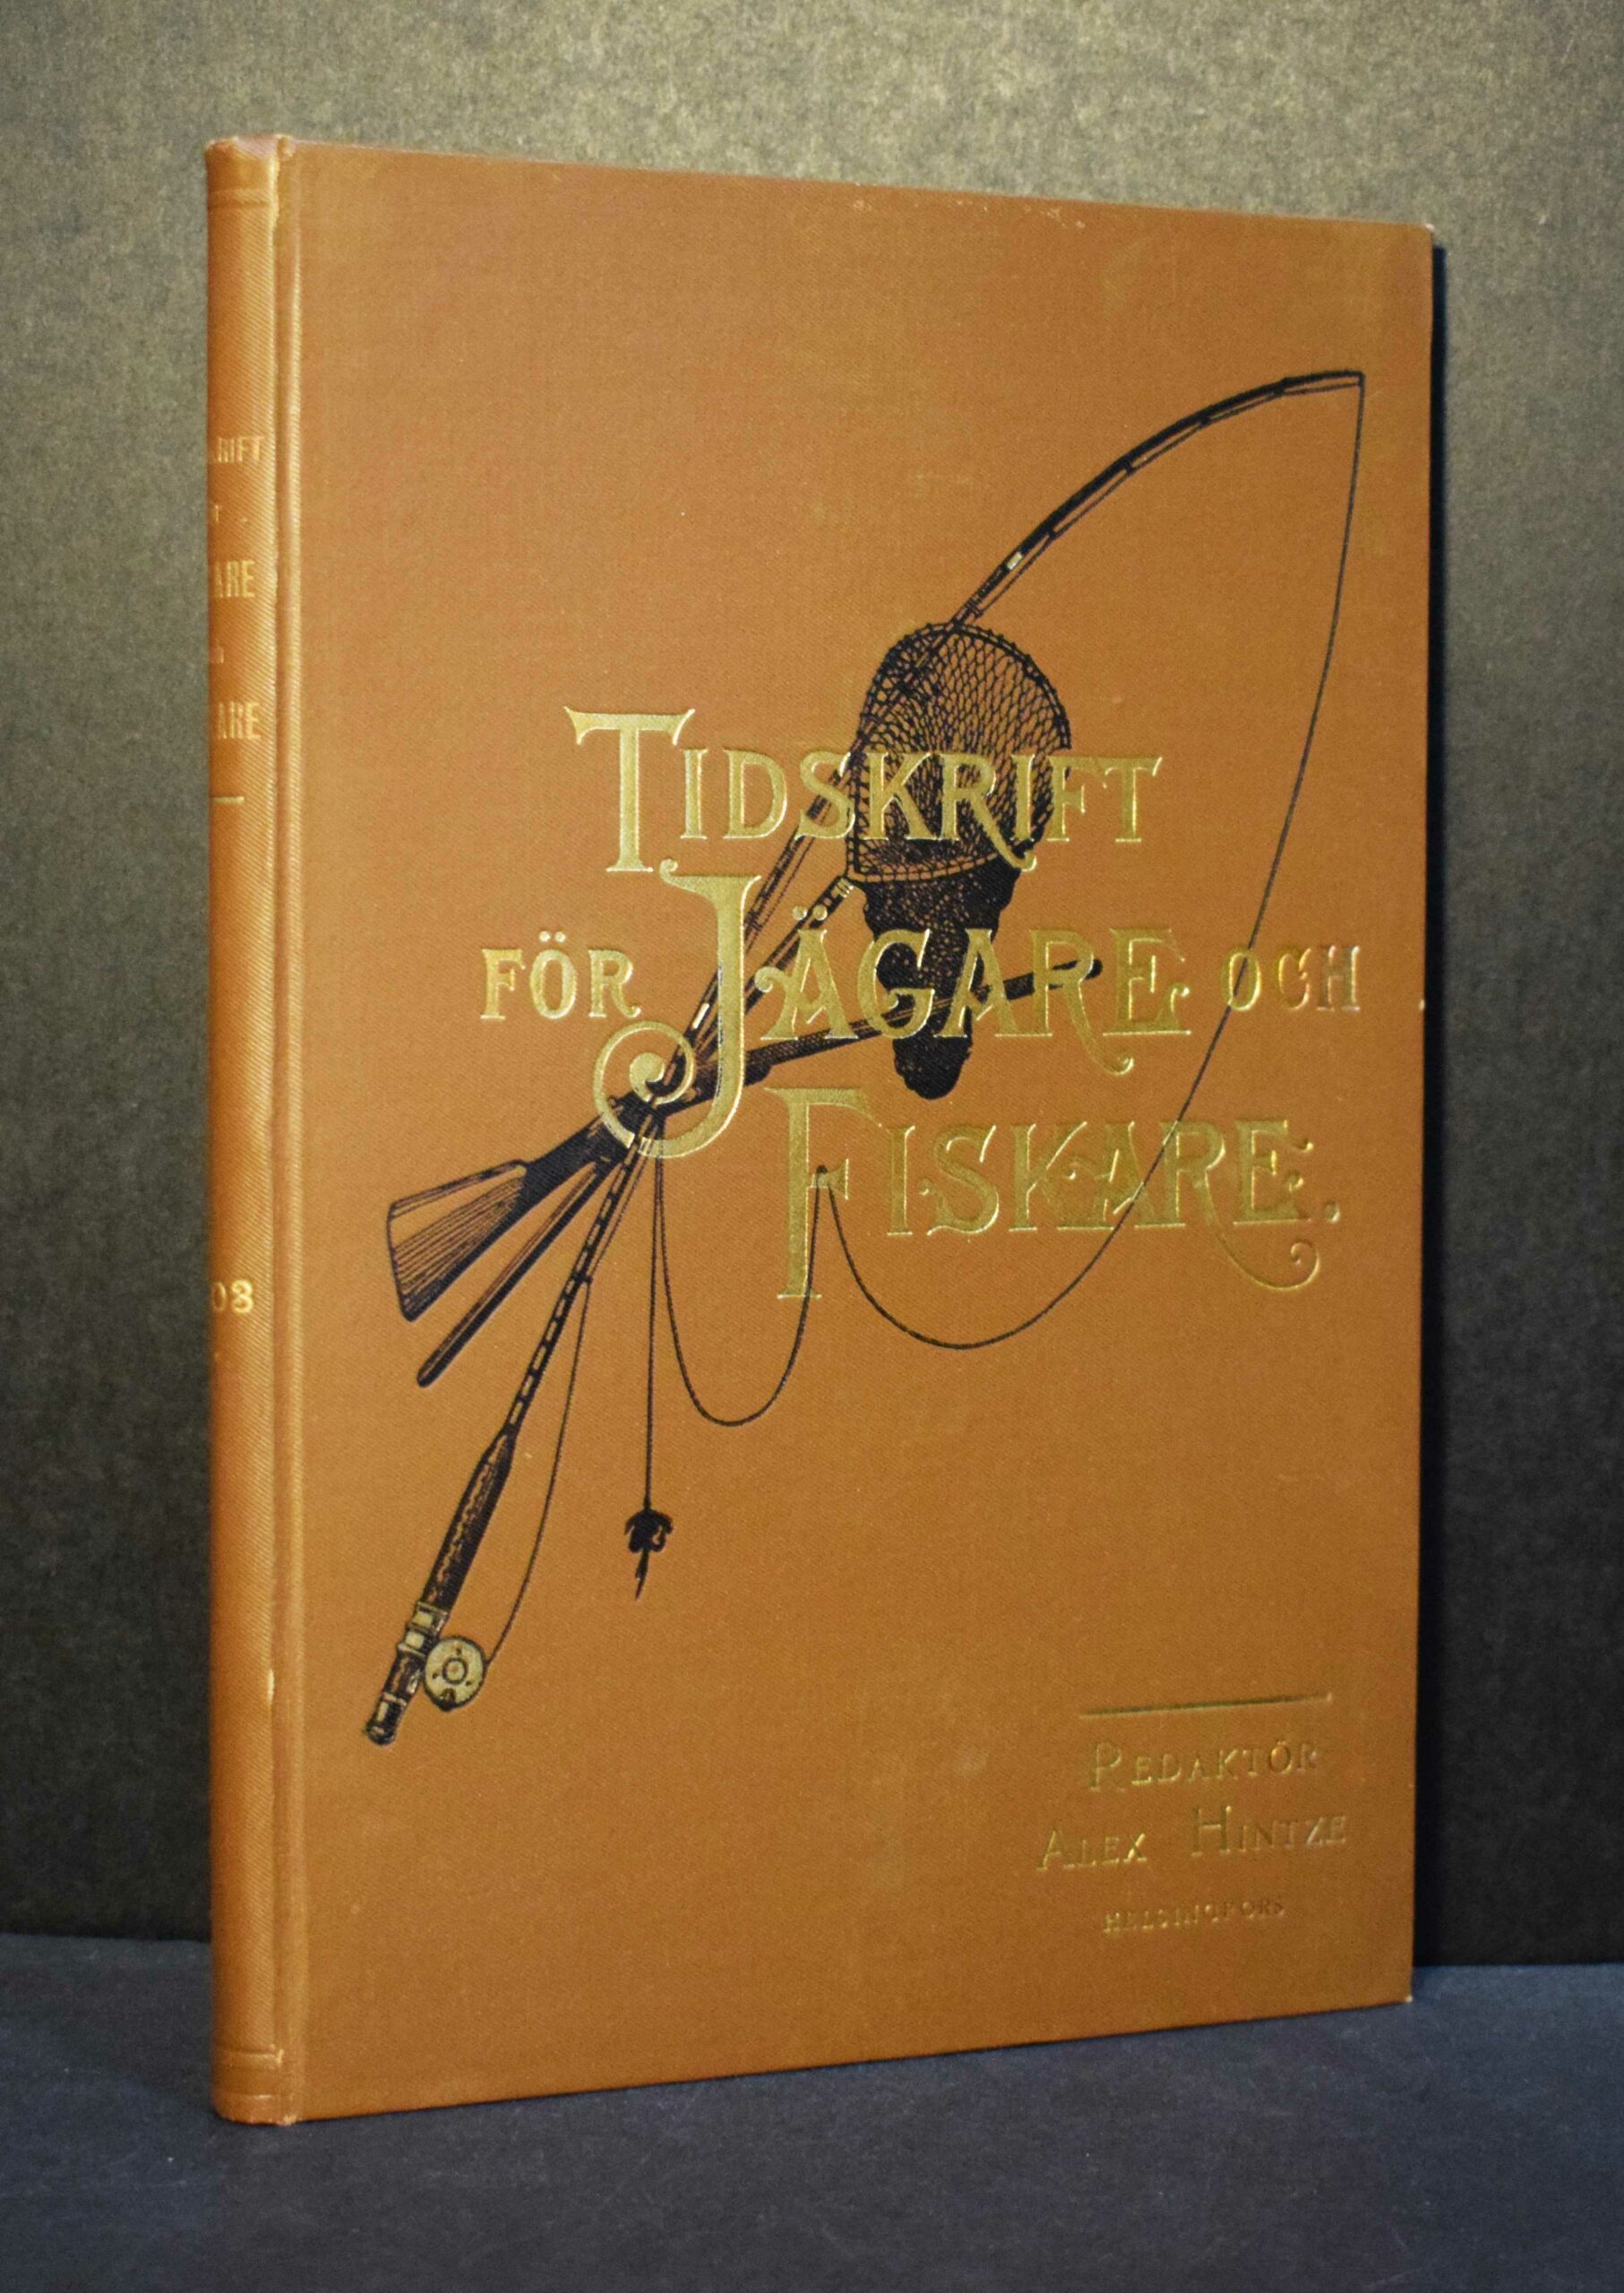 TIDSKRIFT
FÖR JÄGARE OCH
FISKARE.
REDAKTÖR
ALEX HINTZE
HELSINGFORS